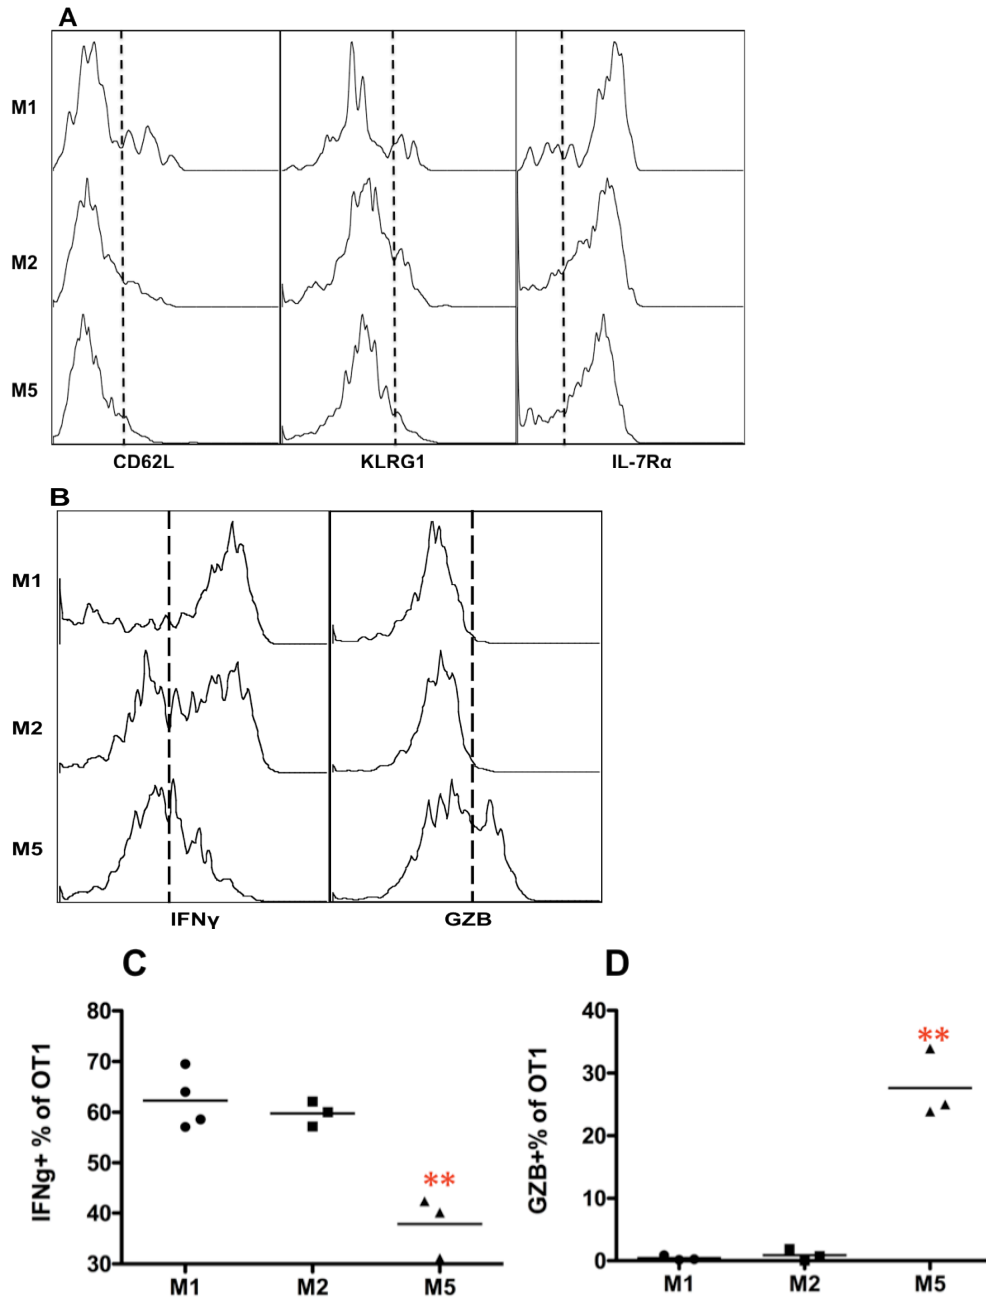 A
M1
M2
M5
CD62L KLRG1 IL-7Rα
B
M1
M2
M5
IFNγ GZB
C
IFNg+ % of OT1
80
70
60
50
40
30
**
M1 M2 M5
D
GZB+% of OT1
40
30
20
10
0
**
M1 M2 M5